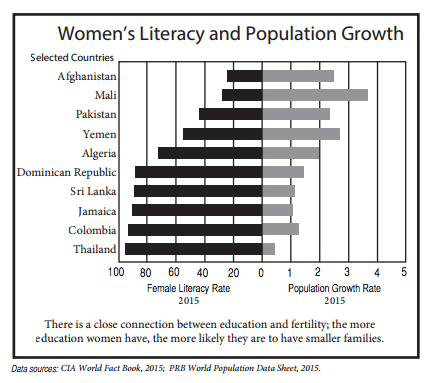 Women's Literacy and Population Growth
Selected Countries
Afghanistan
Mali
Pakistan
Yemen
Algeria
Dominican Republic
Sri Lanka
Jamaica
Colombia
Thailand
100 80 60 40 20 0 1 2 3 4 5
Female Literacy Rate Population Growth Rate
2015 2015
There is a close connection between education and fertility; the more
education women have, the more likely they are to have smaller families.
Data sources: CIA World Fact Book, 2015; PRB World Population Data Sheet, 2015.